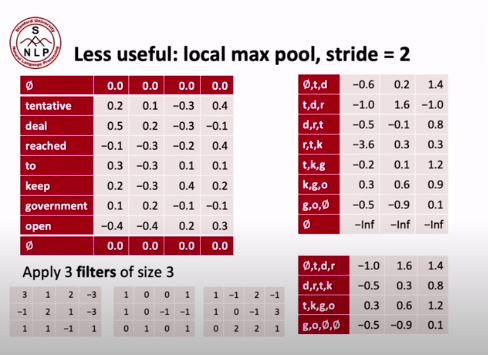 Stanford University
S
N L P
Natural Language Processing
Less useful: local max pool, stride = 2
Ø 0.0 0.0 0.0 0.0
tentative 0.2 0.1 −0.3 0.4
deal 0.5 0.2 −0.3 −0.1
reached −0.1 −0.3 −0.2 0.4
to 0.3 −0.3 0.1 0.1
keep 0.2 −0.3 0.4 0.2
government 0.1 0.2 −0.1 −0.1
open −0.4 −0.4 0.2 0.3
Ø 0.0 0.0 0.0 0.0
Apply 3 filters of size 3
3 1 2 −3
−1 2 1 −3
1 1 −1 1
1 0 0 1
1 0 −1 −1
0 1 0 1
1 −1 2 −1
1 0 −1 3
0 2 2 1
Ø,t,d −0.6 0.2 1.4
t,d,r −1.0 1.6 −1.0
d,r,t −0.5 −0.1 0.8
r,t,k −3.6 0.3 0.3
t,k,g −0.2 0.1 1.2
k,g,o 0.3 0.6 0.9
g,o,Ø −0.5 −0.9 0.1
Ø −Inf −Inf −Inf
Ø,t,d,r −1.0 1.6 1.4
d,r,t,k −0.5 0.3 0.8
t,k,g,o 0.3 0.6 1.2
g,o,Ø,Ø −0.5 −0.9 0.1